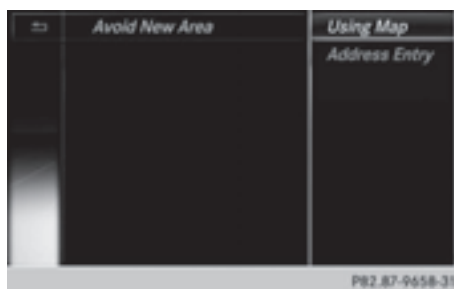 Avoid New Area
Using Map
Address Entry
P82.87-9658-31